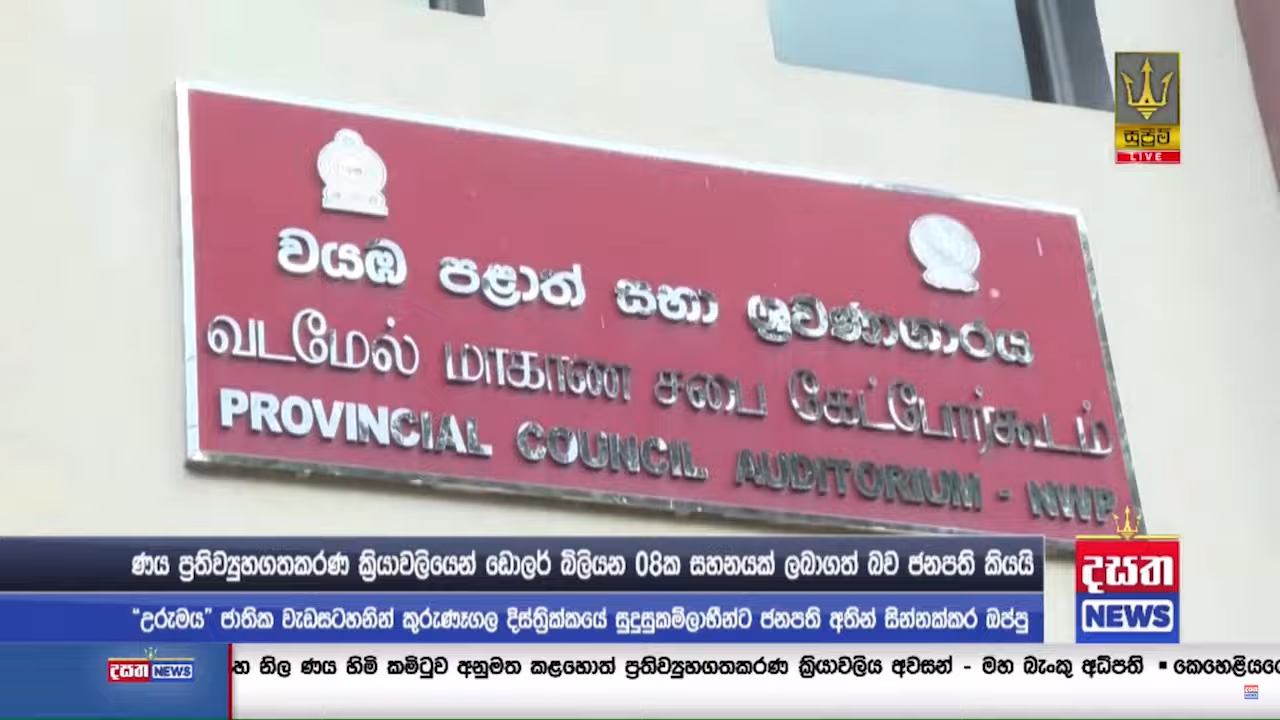 සුප්‍රීම්
LIVE
වයඹ පළාත් සභා ශ්‍රවණාගාරය
வடமேல் மாகாண சபை கேட்போர்கூடம்
PROVINCIAL COUNCIL AUDITORIUM - NWP
ණය ප්‍රතිව්‍යුහගතකරණ ක්‍රියාවලියෙන් ඩොලර් බිලියන 08ක සහනයක් ලබාගත් බව ජනපති කියයි
"උරුමය" ජාතික වැඩසටහනින් කුරුණෑගල දිස්ත්‍රික්කයේ සුදුසුකම්ලාභීන්ට ජනපති අතින් සින්නක්කර ඔප්පු
දසත
NEWS
දසත NEWS
නිල ණය හිමි කමිටුව අනුමත කළහොත් ප්‍රතිව්‍යුහගතකරණ ක්‍රියාවලිය අවසන් - මහ බැංකු අධිපති ▪